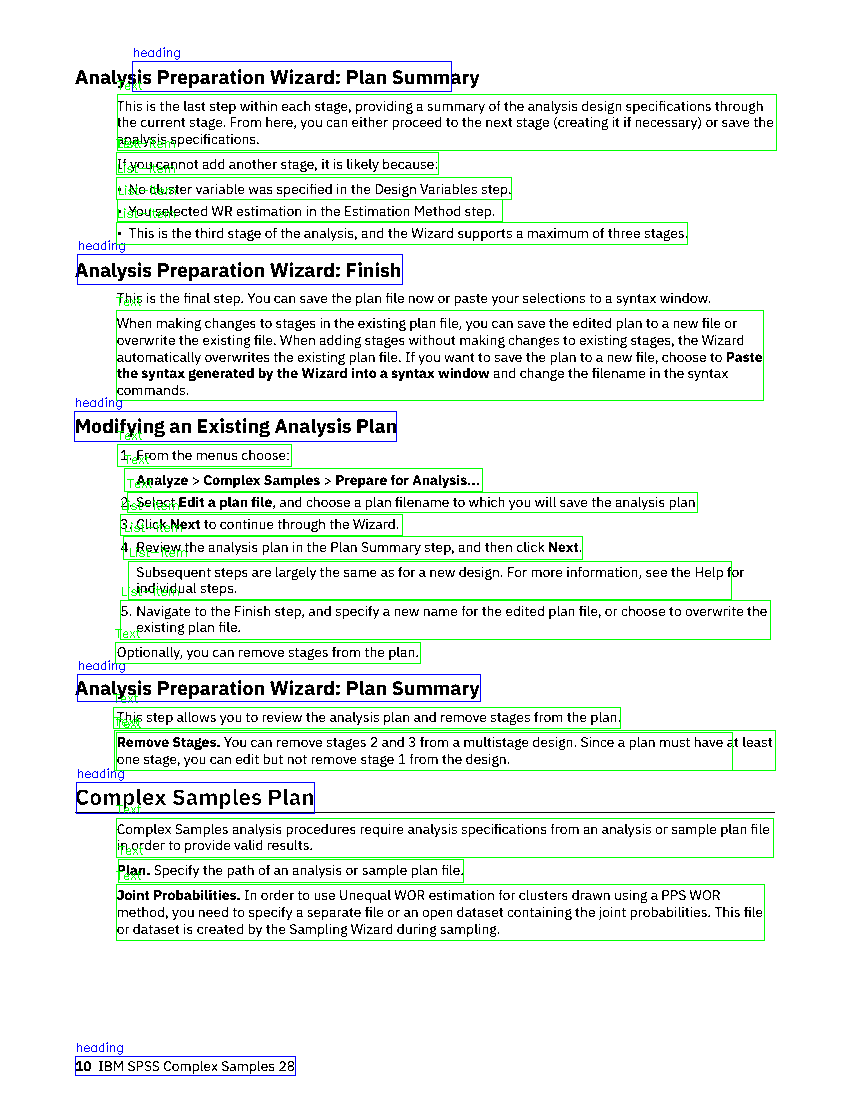 heading
Analysis Preparation Wizard: Plan Summary
Text
This is the last step within each stage, providing a summary of the analysis design specifications through
the current stage. From here, you can either proceed to the next stage (creating it if necessary) or save the
analysis specifications.
If you cannot add another stage, it is likely because:
List-Item
• No cluster variable was specified in the Design Variables step.
List-Item
• You selected WR estimation in the Estimation Method step.
List-Item
• This is the third stage of the analysis, and the Wizard supports a maximum of three stages.
heading
Analysis Preparation Wizard: Finish
This is the final step. You can save the plan file now or paste your selections to a syntax window.
Text
When making changes to stages in the existing plan file, you can save the edited plan to a new file or
overwrite the existing file. When adding stages without making changes to existing stages, the Wizard
automatically overwrites the existing plan file. If you want to save the plan to a new file, choose to Paste
the syntax generated by the Wizard into a syntax window and change the filename in the syntax
commands.
heading
Modifying an Existing Analysis Plan
Text
1. From the menus choose:
Text
Analyze > Complex Samples > Prepare for Analysis...
Text
2. Select Edit a plan file, and choose a plan filename to which you will save the analysis plan
List-Item
3. Click Next to continue through the Wizard.
List-Item
4. Review the analysis plan in the Plan Summary step, and then click Next.
List-Item
Subsequent steps are largely the same as for a new design. For more information, see the Help for
individual steps.
List-Item
5. Navigate to the Finish step, and specify a new name for the edited plan file, or choose to overwrite the
existing plan file.
Text
Optionally, you can remove stages from the plan.
heading
Analysis Preparation Wizard: Plan Summary
Text
This step allows you to review the analysis plan and remove stages from the plan.
Text
Remove Stages. You can remove stages 2 and 3 from a multistage design. Since a plan must have at least
one stage, you can edit but not remove stage 1 from the design.
heading
Complex Samples Plan
Text
Complex Samples analysis procedures require analysis specifications from an analysis or sample plan file
in order to provide valid results.
Text
Plan. Specify the path of an analysis or sample plan file.
Text
Joint Probabilities. In order to use Unequal WOR estimation for clusters drawn using a PPS WOR
method, you need to specify a separate file or an open dataset containing the joint probabilities. This file
or dataset is created by the Sampling Wizard during sampling.
heading
10 IBM SPSS Complex Samples 28